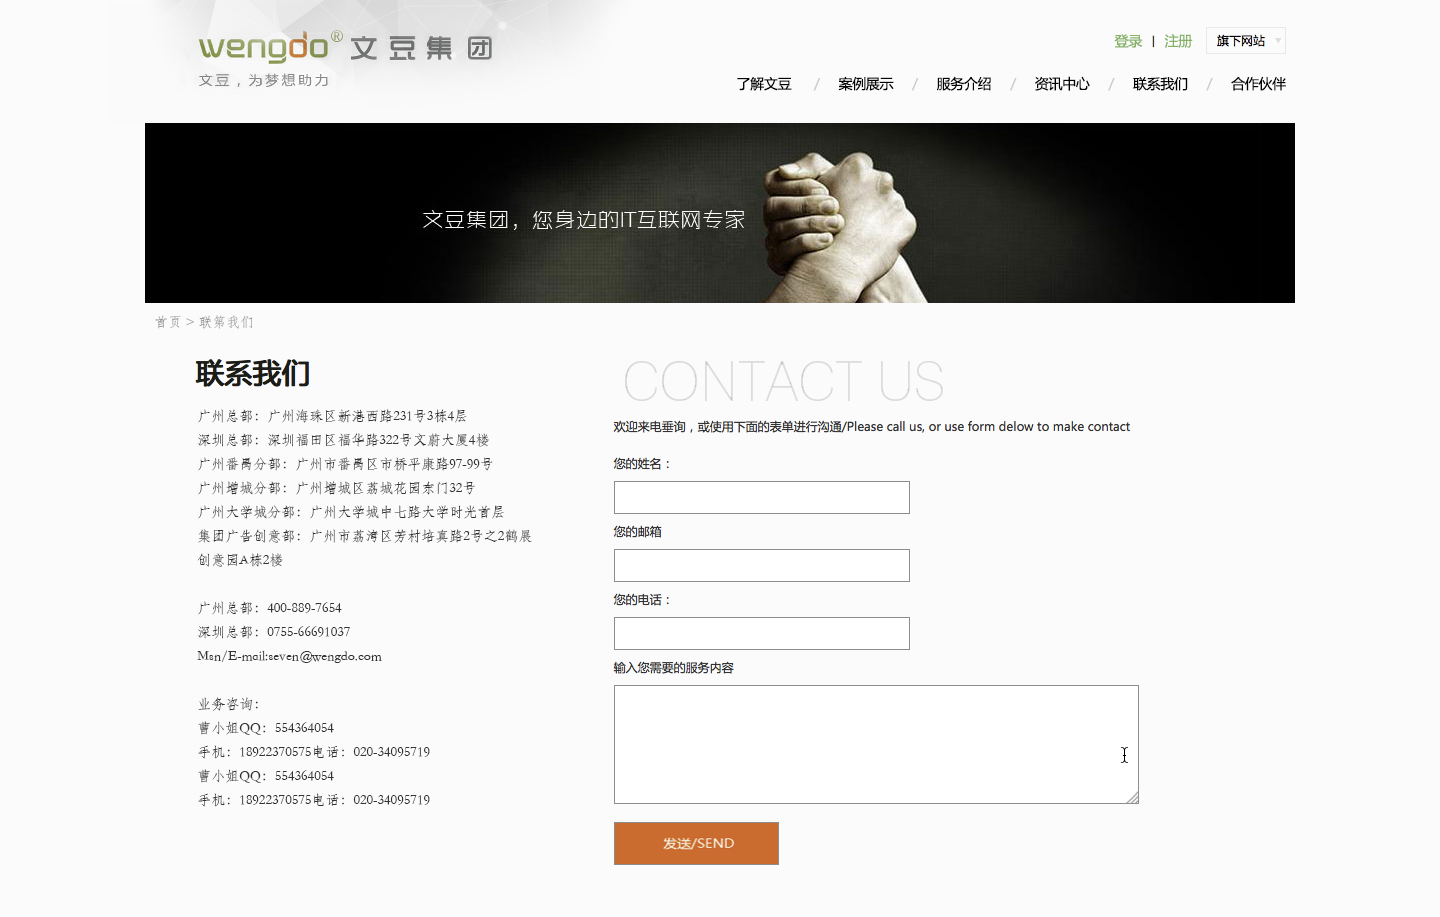 wengdo® 文豆集团
文豆，为梦想助力
登录 | 注册 旗下网站
了解文豆 / 案例展示 / 服务介绍 / 资讯中心 / 联系我们 / 合作伙伴
文豆集团，您身边的IT互联网专家
首页 > 联第我们
联系我们
广州总部：广州海珠区新港西路231号3栋4层
深圳总部：深圳福田区福华路322号文蔚大厦4楼
广州番禺分部：广州市番禺区市桥平康路97-99号
广州增城分部：广州增城区荔城花园东门32号
广州大学城分部：广州大学城中七路大学时光首层
集团广告创意部：广州市荔湾区芳村培真路2号之2鹤展
创意园A栋2楼
广州总部：400-889-7654
深圳总部：0755-66691037
Msn/E-mail:seven@wengdo.com
业务咨询：
曹小姐QQ：554364054
手机：18922370575电话：020-34095719
曹小姐QQ：554364054
手机：18922370575电话：020-34095719
CONTACT US
欢迎来电垂询，或使用下面的表单进行沟通/Please call us, or use form delow to make contact
您的姓名：
您的邮箱
您的电话：
输入您需要的服务内容
发送/SEND